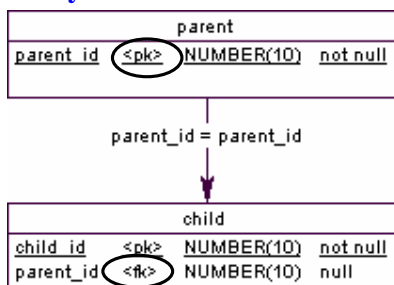 parent
parent_id <pk> NUMBER(10) not null
parent_id = parent_id
child
child_id <pk> NUMBER(10) not null
parent_id <fk> NUMBER(10) null